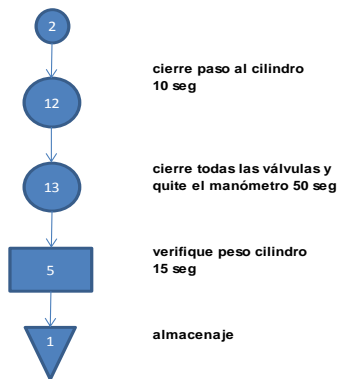 2
cierre paso al cilindro
10 seg
12
cierre todas las válvulas y
quite el manómetro 50 seg
13
verifique peso cilindro
15 seg
5
almacenaje
1